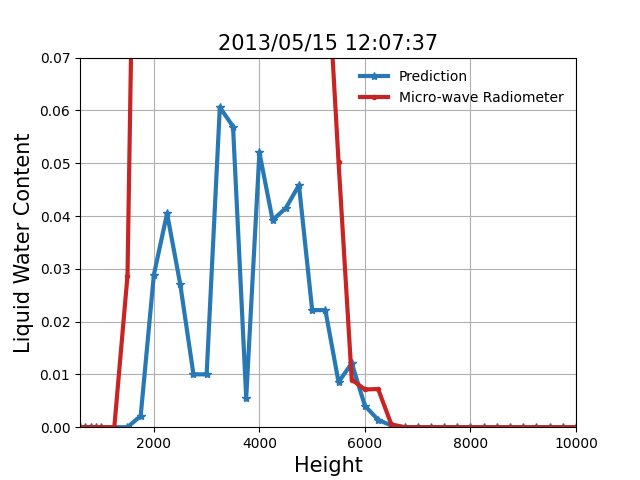 2013/05/15 12:07:37
0.07
0.06
0.05
0.04
0.03
0.02
0.01
0.00
Liquid Water Content
Prediction
Micro-wave Radiometer
2000 4000 6000 8000 10000
Height